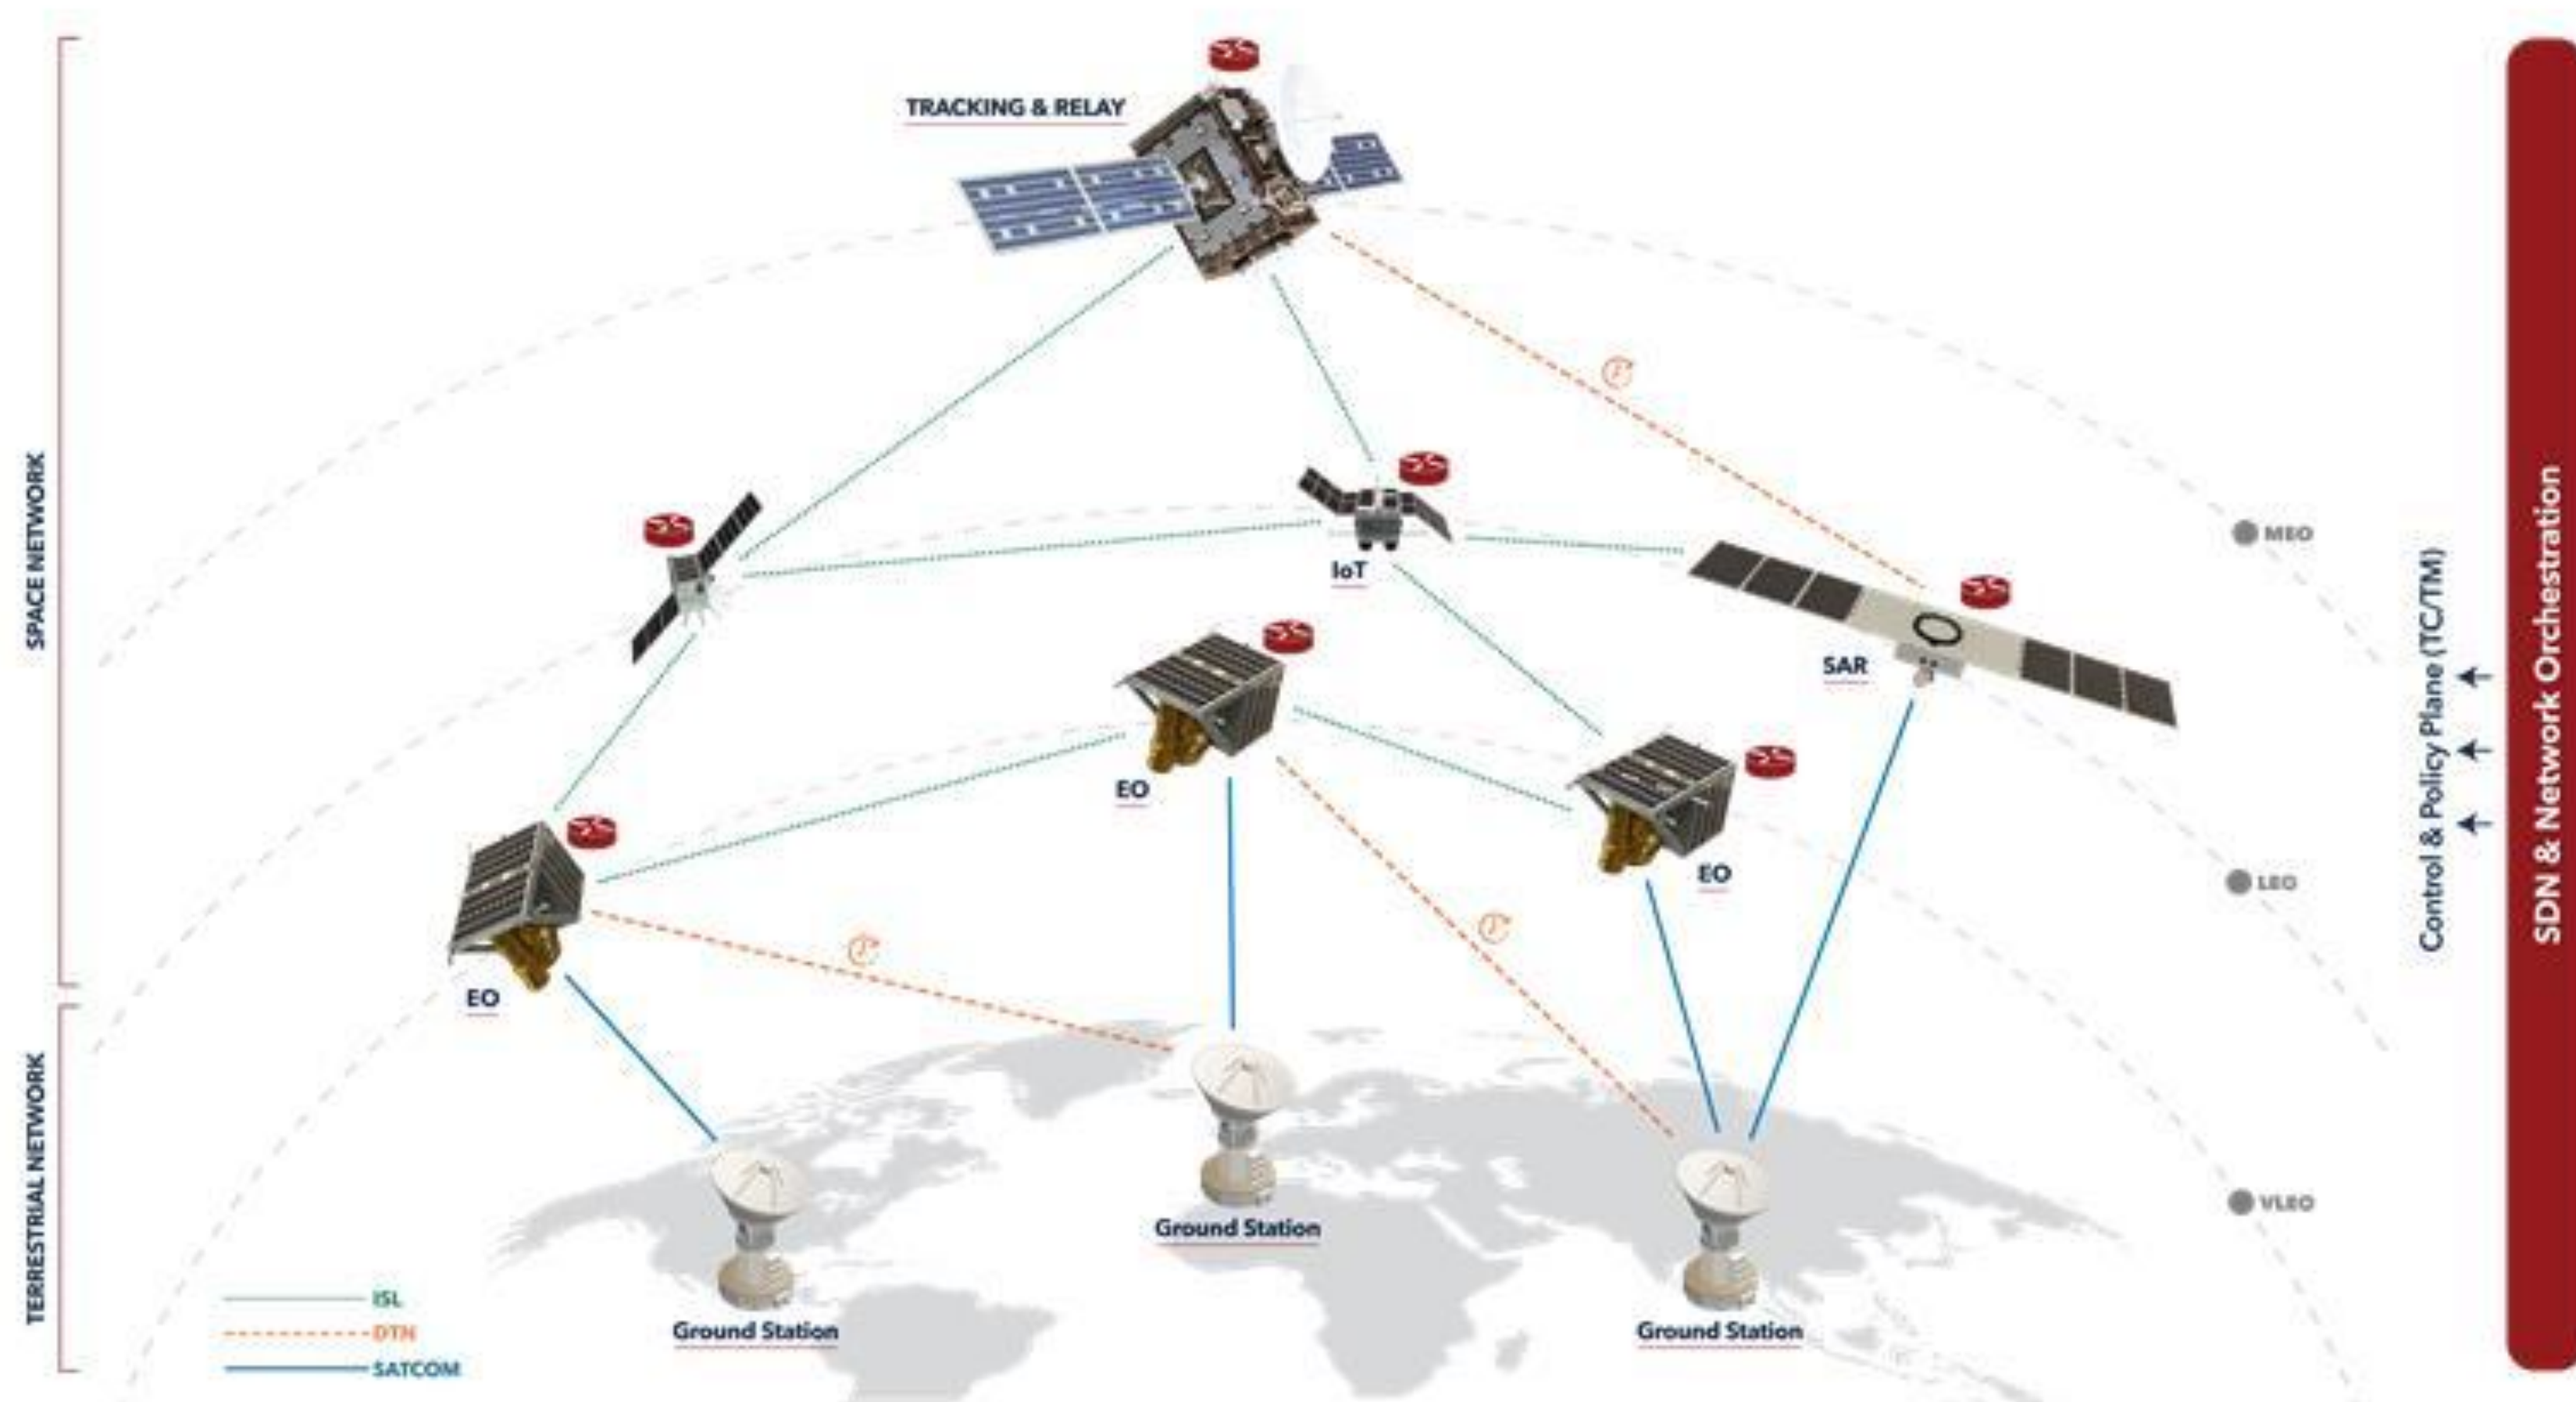 TRACKING & RELAY
SPACE NETWORK
IoT
MEO
SAR
EO
EO
EO
LEO
Control & Policy Plane (TC/TM)
SDN & Network Orchestration
TERRESTRIAL NETWORK
VLEO
Ground Station
Ground Station
Ground Station
ISL
DTN
SATCOM